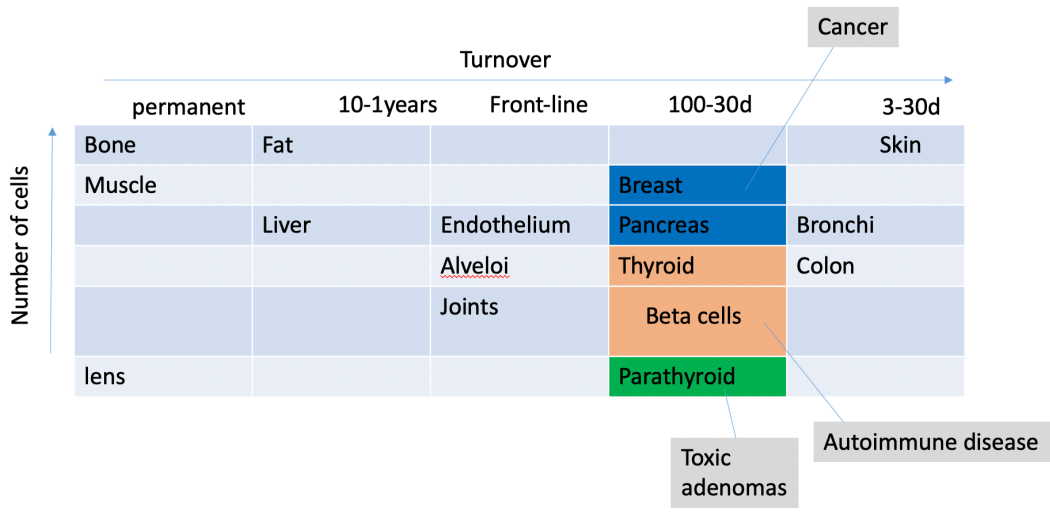 Cancer
Turnover
permanent 10-1years Front-line 100-30d 3-30d
Number of cells
Bone Fat Skin
Muscle Breast
Liver Endothelium Pancreas Bronchi
Alveloi Thyroid Colon
Joints Beta cells
lens Parathyroid
Autoimmune disease
Toxic
adenomas